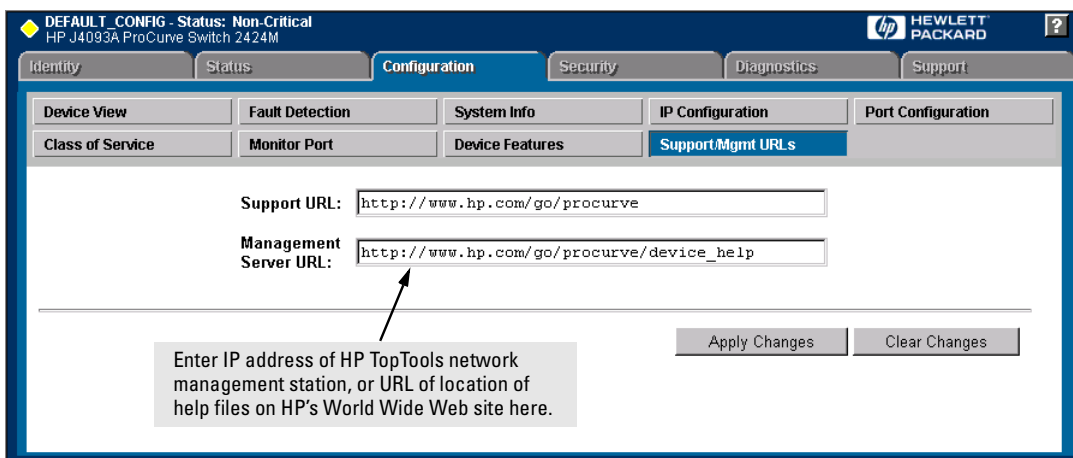 DEFAULT_CONFIG - Status: Non-Critical
HP J4093A ProCurve Switch 2424M
hp HEWLETT PACKARD
?
Identity
Status
Configuration
Security
Diagnostics
Support
Device View
Fault Detection
System Info
IP Configuration
Port Configuration
Class of Service
Monitor Port
Device Features
Support/Mgmt URLs
Support URL: http://www.hp.com/go/procurve
Management
Server URL: http://www.hp.com/go/procurve/device_help
Apply Changes
Clear Changes
Enter IP address of HP TopTools network
management station, or URL of location of
help files on HP's World Wide Web site here.